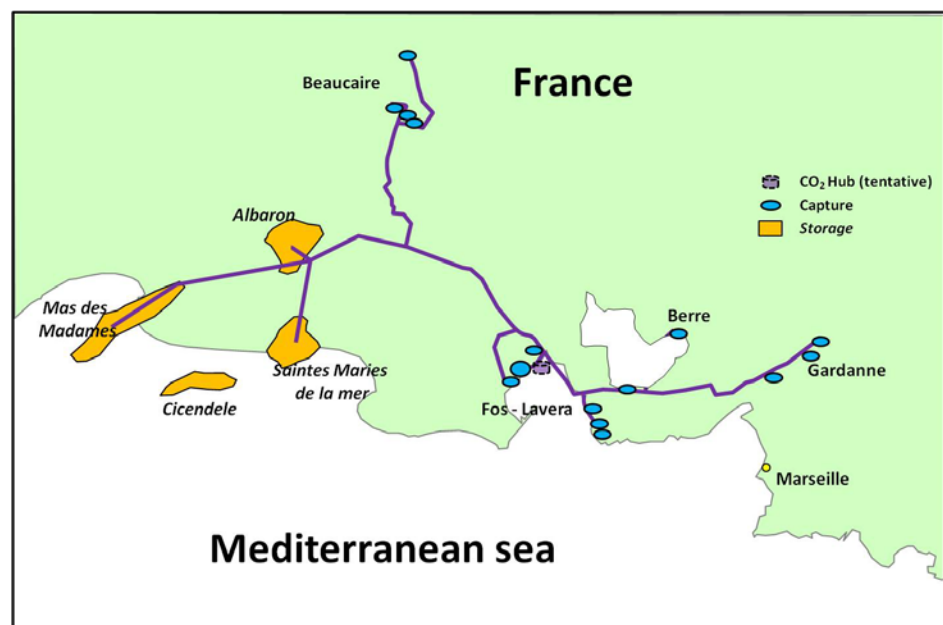 France
Beaucaire
CO₂ Hub (tentative)
Capture
Storage
Albaron
Mas des
Madames
Berre
Saintes Maries
de la mer
Gardanne
Cicendele
Fos - Lavera
Marseille
Mediterranean sea